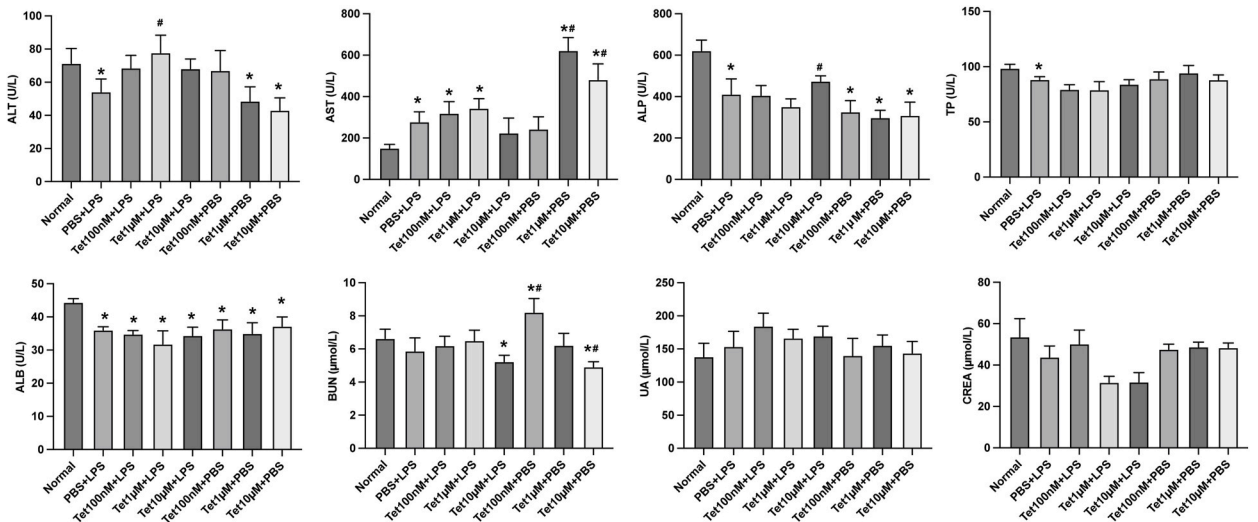 ALT (U/L)
100
80
60
40
20
0
*
#
*
*
Normal
PBS+LPS
Tet100nM+LPS
Tet1μM+LPS
Tet10μM+LPS
Tet100nM+PBS
Tet1μM+PBS
Tet10μM+PBS
AST (U/L)
800
600
400
200
0
*
*
*
*#
*#
Normal
PBS+LPS
Tet100nM+LPS
Tet1μM+LPS
Tet10μM+LPS
Tet100nM+PBS
Tet1μM+PBS
Tet10μM+PBS
ALP (U/L)
800
600
400
200
0
*
#
*
*
*
Normal
PBS+LPS
Tet100nM+LPS
Tet1μM+LPS
Tet10μM+LPS
Tet100nM+PBS
Tet1μM+PBS
Tet10μM+PBS
TP (U/L)
150
100
50
0
*
Normal
PBS+LPS
Tet100nM+LPS
Tet1μM+LPS
Tet10μM+LPS
Tet100nM+PBS
Tet1μM+PBS
Tet10μM+PBS
ALB (U/L)
50
40
30
20
10
0
*
*
*
*
*
*
*
Normal
PBS+LPS
Tet100nM+LPS
Tet1μM+LPS
Tet10μM+LPS
Tet100nM+PBS
Tet1μM+PBS
Tet10μM+PBS
BUN (μmol/L)
10
8
6
4
2
0
*
*#
*#
Normal
PBS+LPS
Tet100nM+LPS
Tet1μM+LPS
Tet10μM+LPS
Tet100nM+PBS
Tet1μM+PBS
Tet10μM+PBS
UA (μmol/L)
250
200
150
100
50
0
Normal
PBS+LPS
Tet100nM+LPS
Tet1μM+LPS
Tet10μM+LPS
Tet100nM+PBS
Tet1μM+PBS
Tet10μM+PBS
CREA (μmol/L)
80
60
40
20
0
Normal
PBS+LPS
Tet100nM+LPS
Tet1μM+LPS
Tet10μM+LPS
Tet100nM+PBS
Tet1μM+PBS
Tet10μM+PBS